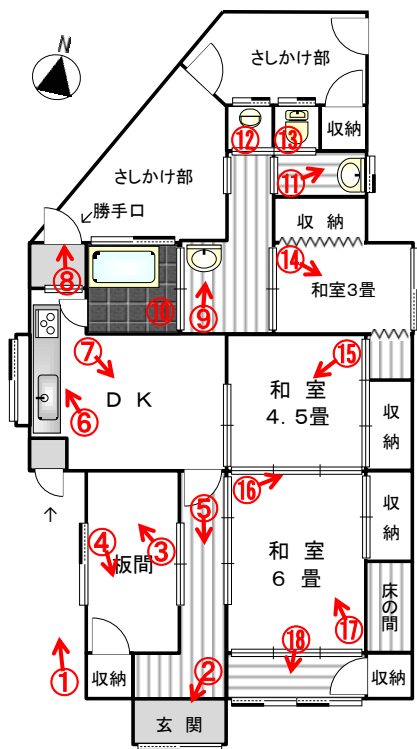 N
さしかけ部
⑫
⑬
収納
さしかけ部
⑪
収 納
↙勝手口
⑧
⑩
⑨
⑭
和室3畳
⑦
⑮
ＤＫ
和 室
4．5畳
収納
⑥
⑯
⑤
収納
④
③
板間
和 室
6 畳
床の間
⑰
①
収納
②
⑱
収納
玄 関